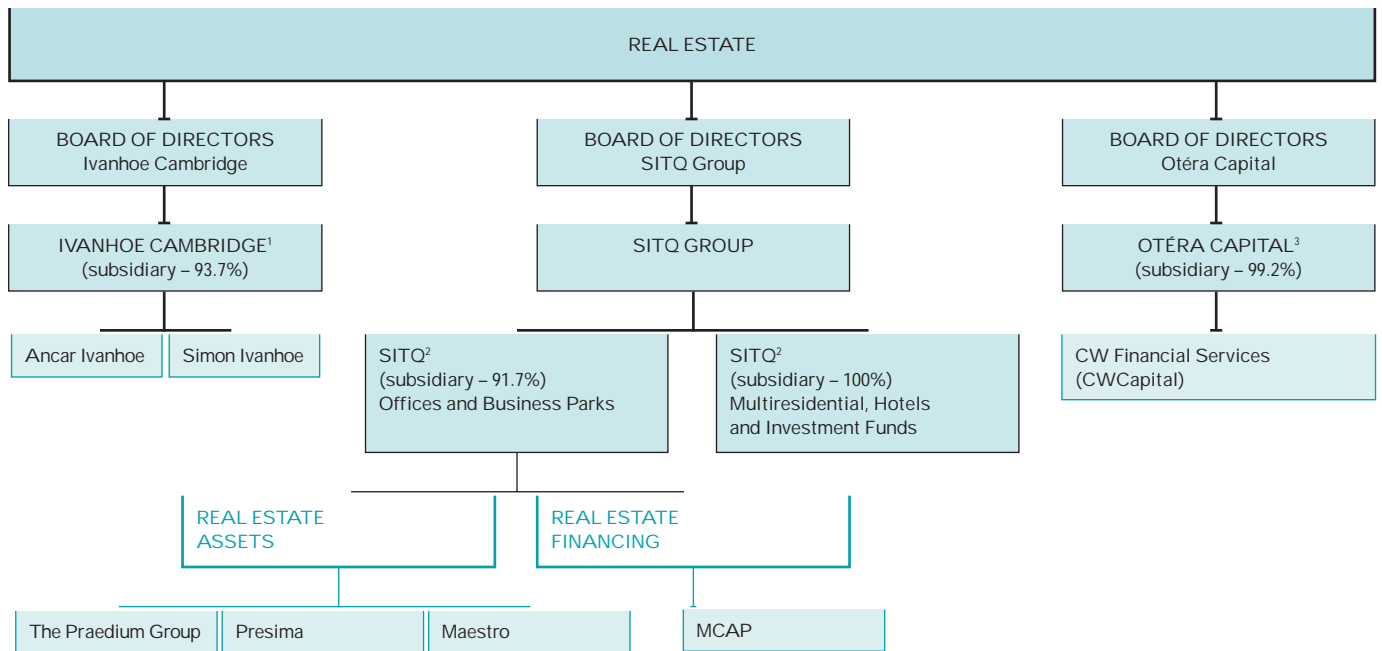 REAL ESTATE
BOARD OF DIRECTORS
Ivanhoe Cambridge
BOARD OF DIRECTORS
SITQ Group
BOARD OF DIRECTORS
Otéra Capital
IVANHOE CAMBRIDGE¹
(subsidiary – 93.7%)
SITQ GROUP
OTÉRA CAPITAL³
(subsidiary – 99.2%)
Ancar Ivanhoe
Simon Ivanhoe
SITQ²
(subsidiary – 91.7%)
Offices and Business Parks
SITQ²
(subsidiary – 100%)
Multiresidential, Hotels
and Investment Funds
CW Financial Services
(CWCapital)
REAL ESTATE
ASSETS
REAL ESTATE
FINANCING
The Praedium Group
Presima
Maestro
MCAP